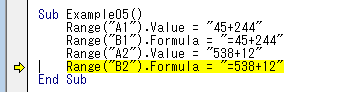 Sub Example05()
Range("A1").Value = "45+244"
Range("B1").Formula = "=45+244"
Range("A2").Value = "538+12"
Range("B2").Formula = "=538+12"
End Sub